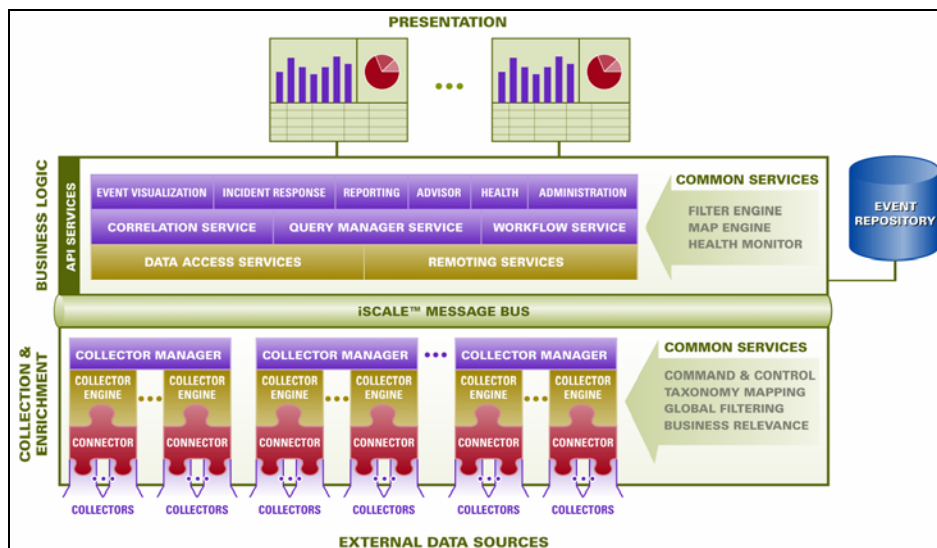 PRESENTATION
BUSINESS LOGIC
API SERVICES
EVENT VISUALIZATION
INCIDENT RESPONSE
REPORTING
ADVISOR
HEALTH
ADMINISTRATION
CORRELATION SERVICE
QUERY MANAGER SERVICE
WORKFLOW SERVICE
DATA ACCESS SERVICES
REMOTING SERVICES
COMMON SERVICES
FILTER ENGINE
MAP ENGINE
HEALTH MONITOR
EVENT
REPOSITORY
iSCALE™ MESSAGE BUS
COLLECTION &
ENRICHMENT
COLLECTOR MANAGER
COLLECTOR MANAGER
COLLECTOR MANAGER
COLLECTOR
ENGINE
COLLECTOR
ENGINE
COLLECTOR
ENGINE
COLLECTOR
ENGINE
COLLECTOR
ENGINE
COLLECTOR
ENGINE
CONNECTOR
CONNECTOR
CONNECTOR
CONNECTOR
CONNECTOR
CONNECTOR
COMMON SERVICES
COMMAND & CONTROL
TAXONOMY MAPPING
GLOBAL FILTERING
BUSINESS RELEVANCE
COLLECTORS
COLLECTORS
COLLECTORS
COLLECTORS
COLLECTORS
COLLECTORS
EXTERNAL DATA SOURCES